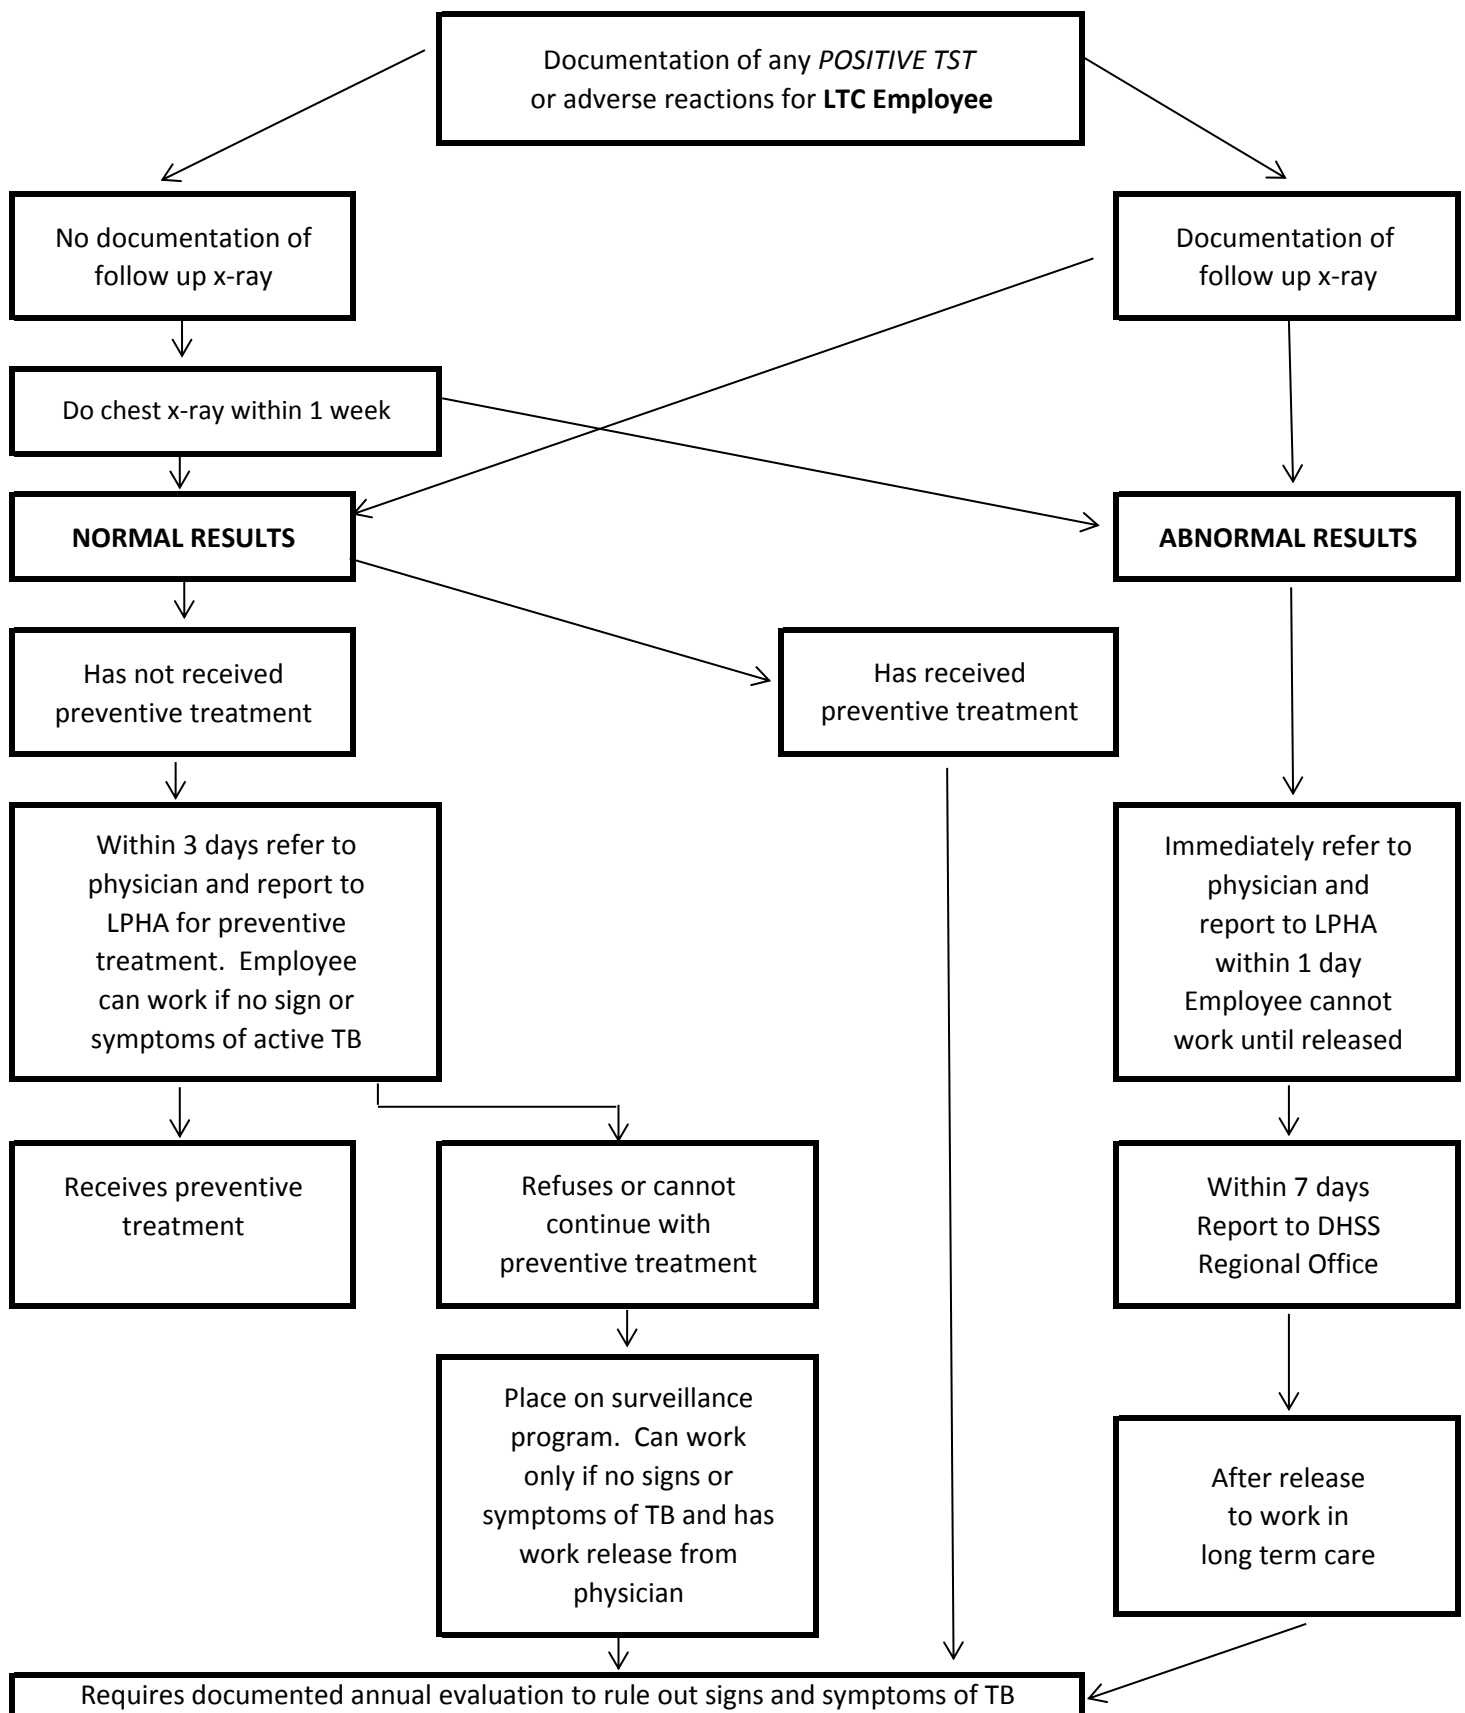 Documentation of any POSITIVE TST
or adverse reactions for LTC Employee
No documentation of
follow up x-ray
Documentation of
follow up x-ray
Do chest x-ray within 1 week
NORMAL RESULTS
ABNORMAL RESULTS
Has not received
preventive treatment
Has received
preventive treatment
Within 3 days refer to
physician and report to
LPHA for preventive
treatment.  Employee
can work if no sign or
symptoms of active TB
Immediately refer to
physician and
report to LPHA
within 1 day
Employee cannot
work until released
Receives preventive
treatment
Refuses or cannot
continue with
preventive treatment
Within 7 days
Report to DHSS
Regional Office
Place on surveillance
program.  Can work
only if no signs or
symptoms of TB and has
work release from
physician
After release
to work in
long term care
Requires documented annual evaluation to rule out signs and symptoms of TB